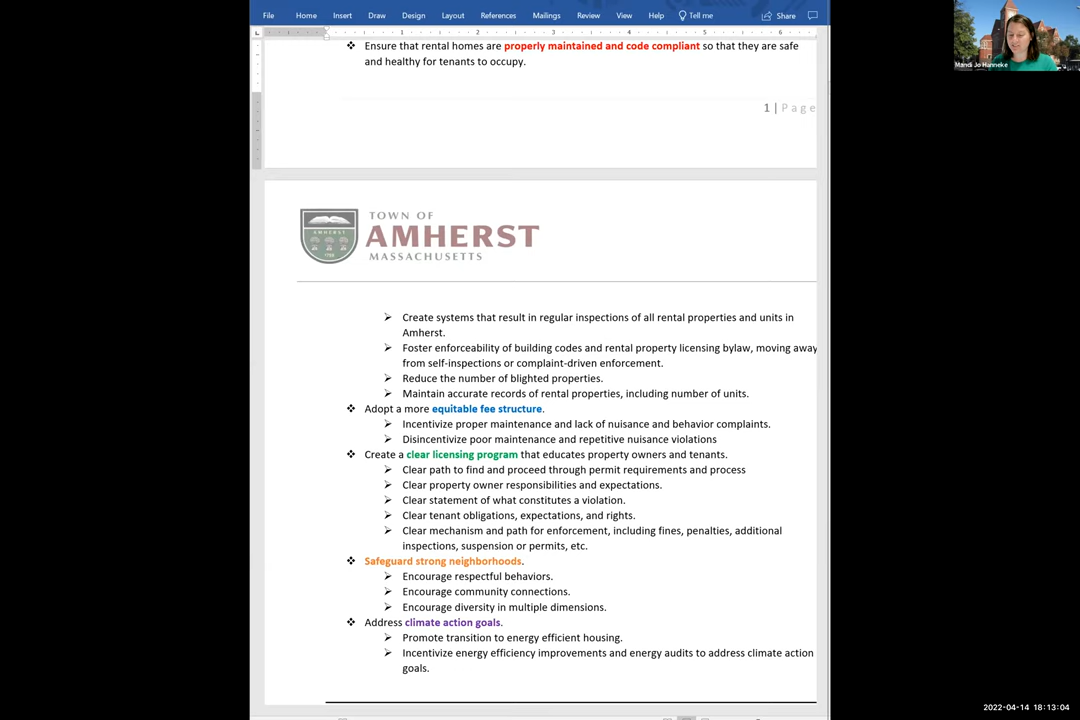 File Home Insert Draw Design Layout References Mailings Review View Help Tell me Share
Mandi Jo Hanneke
1 2 3 4 5 6
❖ Ensure that rental homes are properly maintained and code compliant so that they are safe
and healthy for tenants to occupy.
1 | Page
AMHERST
TOWN OF
AMHERST
MASSACHUSETTS
➢ Create systems that result in regular inspections of all rental properties and units in
Amherst.
➢ Foster enforceability of building codes and rental property licensing bylaw, moving away
from self-inspections or complaint-driven enforcement.
➢ Reduce the number of blighted properties.
➢ Maintain accurate records of rental properties, including number of units.
❖ Adopt a more equitable fee structure.
➢ Incentivize proper maintenance and lack of nuisance and behavior complaints.
➢ Disincentivize poor maintenance and repetitive nuisance violations
❖ Create a clear licensing program that educates property owners and tenants.
➢ Clear path to find and proceed through permit requirements and process
➢ Clear property owner responsibilities and expectations.
➢ Clear statement of what constitutes a violation.
➢ Clear tenant obligations, expectations, and rights.
➢ Clear mechanism and path for enforcement, including fines, penalties, additional
inspections, suspension or permits, etc.
❖ Safeguard strong neighborhoods.
➢ Encourage respectful behaviors.
➢ Encourage community connections.
➢ Encourage diversity in multiple dimensions.
❖ Address climate action goals.
➢ Promote transition to energy efficient housing.
➢ Incentivize energy efficiency improvements and energy audits to address climate action
goals.
2022-04-14 18:13:04